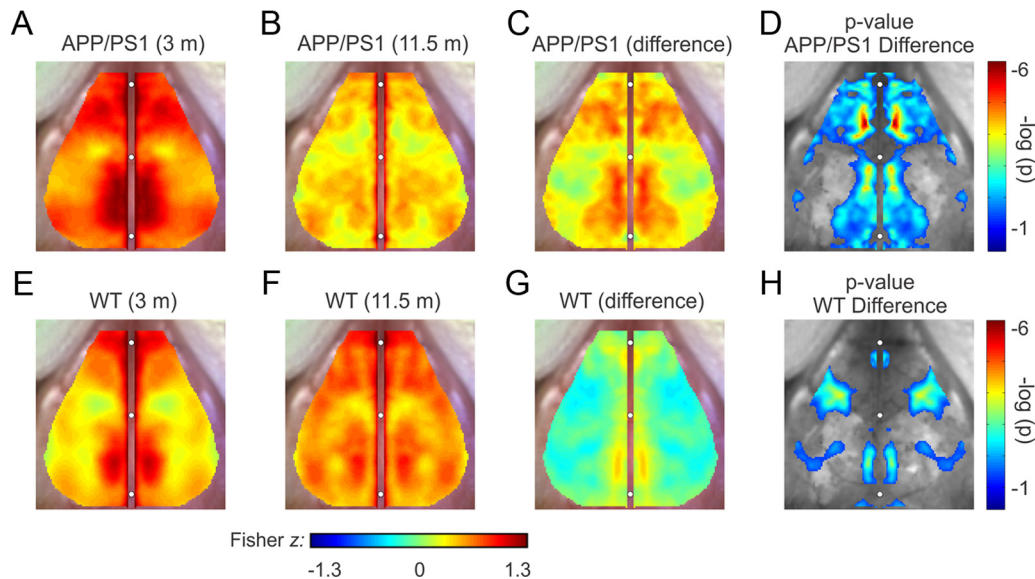 A
APP/PS1 (3 m)
B
APP/PS1 (11.5 m)
C
APP/PS1 (difference)
D
p-value
APP/PS1 Difference
-6
-log (p)
-1
E
WT (3 m)
F
WT (11.5 m)
G
WT (difference)
H
p-value
WT Difference
-6
-log (p)
-1
Fisher z:
-1.3
0
1.3